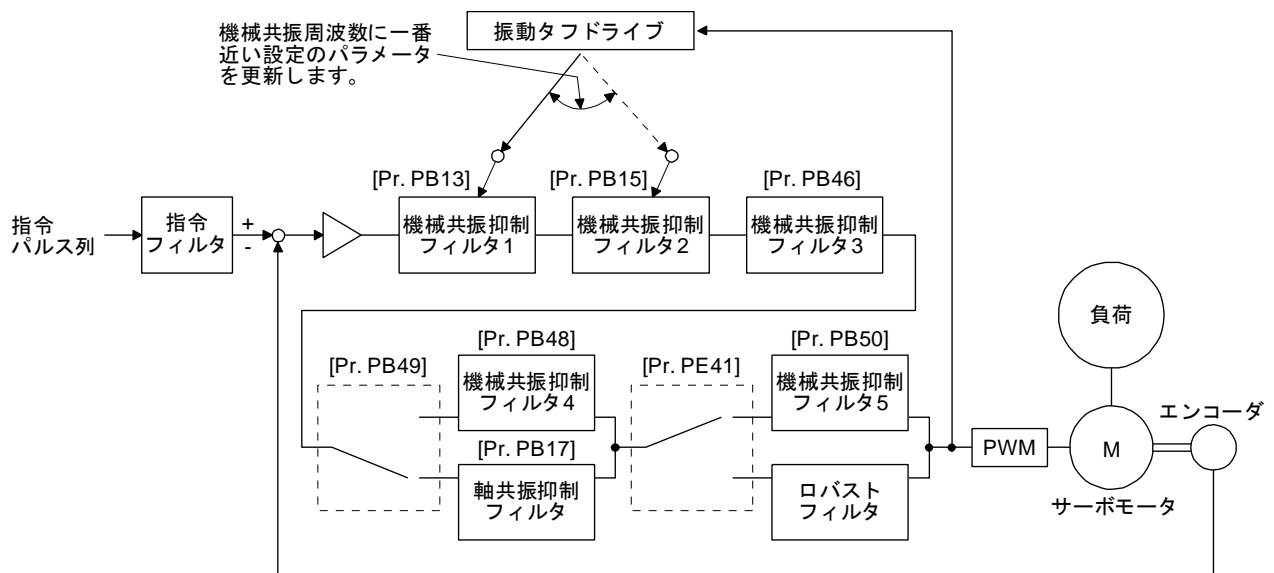 機械共振周波数に一番
近い設定のパラメータ
を更新します。
振動タフドライブ
[Pr. PB13]
[Pr. PB15]
[Pr. PB46]
指令
パルス列
指令
フィルタ
+
-
機械共振抑制
フィルタ1
機械共振抑制
フィルタ2
機械共振抑制
フィルタ3
負荷
[Pr. PB49]
[Pr. PB48]
機械共振抑制
フィルタ4
[Pr. PB17]
軸共振抑制
フィルタ
[Pr. PE41]
[Pr. PB50]
機械共振抑制
フィルタ5
ロバスト
フィルタ
PWM
M
サーボモータ
エンコーダ